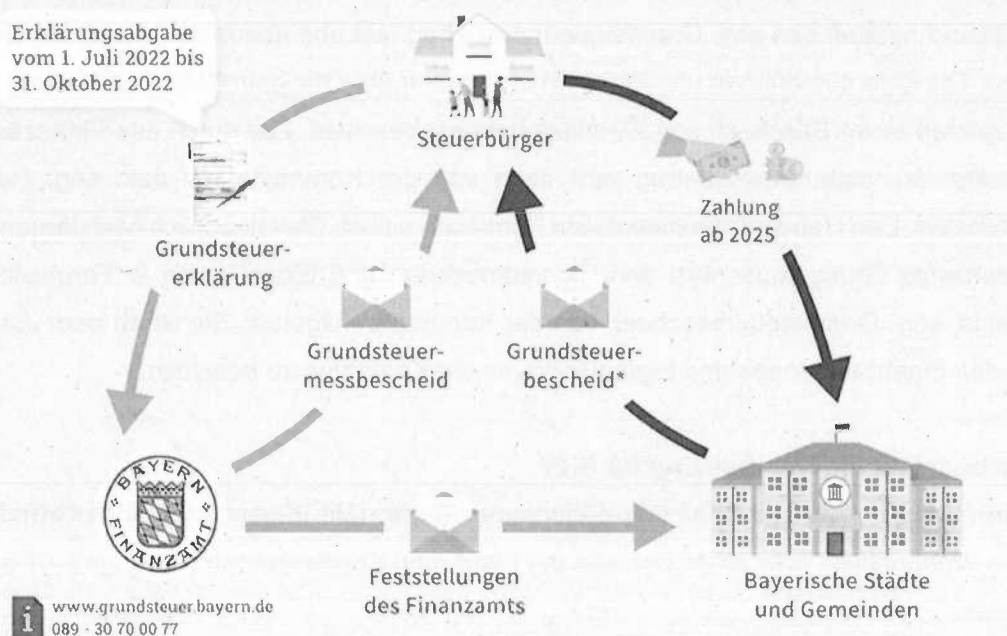 Erklärungsabgabe
vom 1. Juli 2022 bis
31. Oktober 2022
Steuerbürger
Grundsteuer-
erklärung
Zahlung
ab 2025
Grundsteuer-
messbescheid
Grundsteuer-
bescheid
BAYERN
FINANZAMT
Feststellungen
des Finanzamts
Bayerische Städte
und Gemeinden
i www.grundsteuer.bayern.de
089 - 30 70 00 77